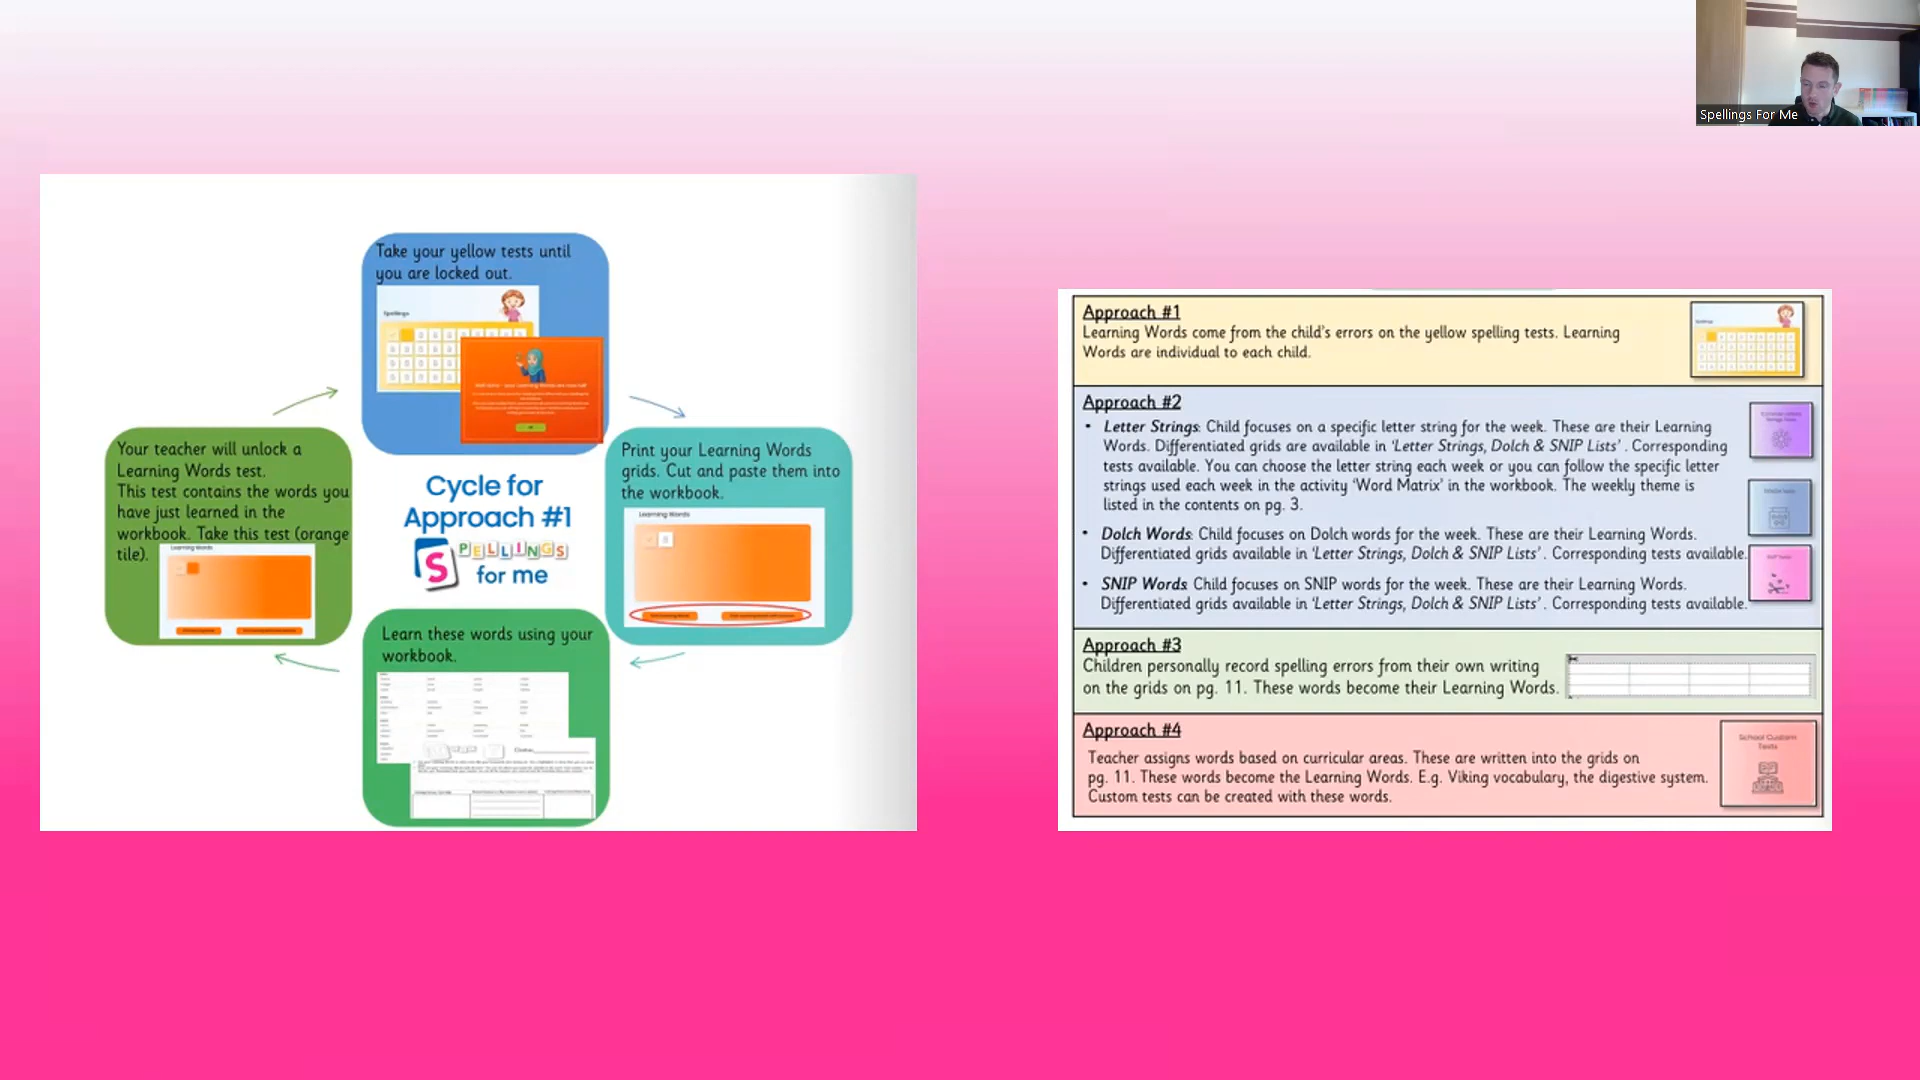 Spellings For Me
Take your yellow tests until
you are locked out.
Spellings
Print your Learning Words
grids. Cut and paste them into
the workbook.
Learning Words
Learn these words using your
workbook.
Your teacher will unlock a
Learning Words test.
This test contains the words you
have just learned in the
workbook. Take this test (orange
tile).
Learning Words
Cycle for
Approach #1
SPELLINGS
for me
Approach #1
Learning Words come from the child's errors on the yellow spelling tests. Learning
Words are individual to each child.
Approach #2
• Letter Strings: Child focuses on a specific letter string for the week. These are their Learning
Words. Differentiated grids are available in 'Letter Strings, Dolch & SNIP Lists' . Corresponding
tests available. You can choose the letter string each week or you can follow the specific letter
strings used each week in the activity 'Word Matrix' in the workbook. The weekly theme is
listed in the contents on pg. 3.
• Dolch Words: Child focuses on Dolch words for the week. These are their Learning Words.
Differentiated grids available in 'Letter Strings, Dolch & SNIP Lists' . Corresponding tests available.
• SNIP Words: Child focuses on SNIP words for the week. These are their Learning Words.
Differentiated grids available in 'Letter Strings, Dolch & SNIP Lists' . Corresponding tests available.
Approach #3
Children personally record spelling errors from their own writing
on the grids on pg. 11. These words become their Learning Words.
Approach #4
Teacher assigns words based on curricular areas. These are written into the grids on
pg. 11. These words become the Learning Words. E.g. Viking vocabulary, the digestive system.
Custom tests can be created with these words.
School Custom
Tests